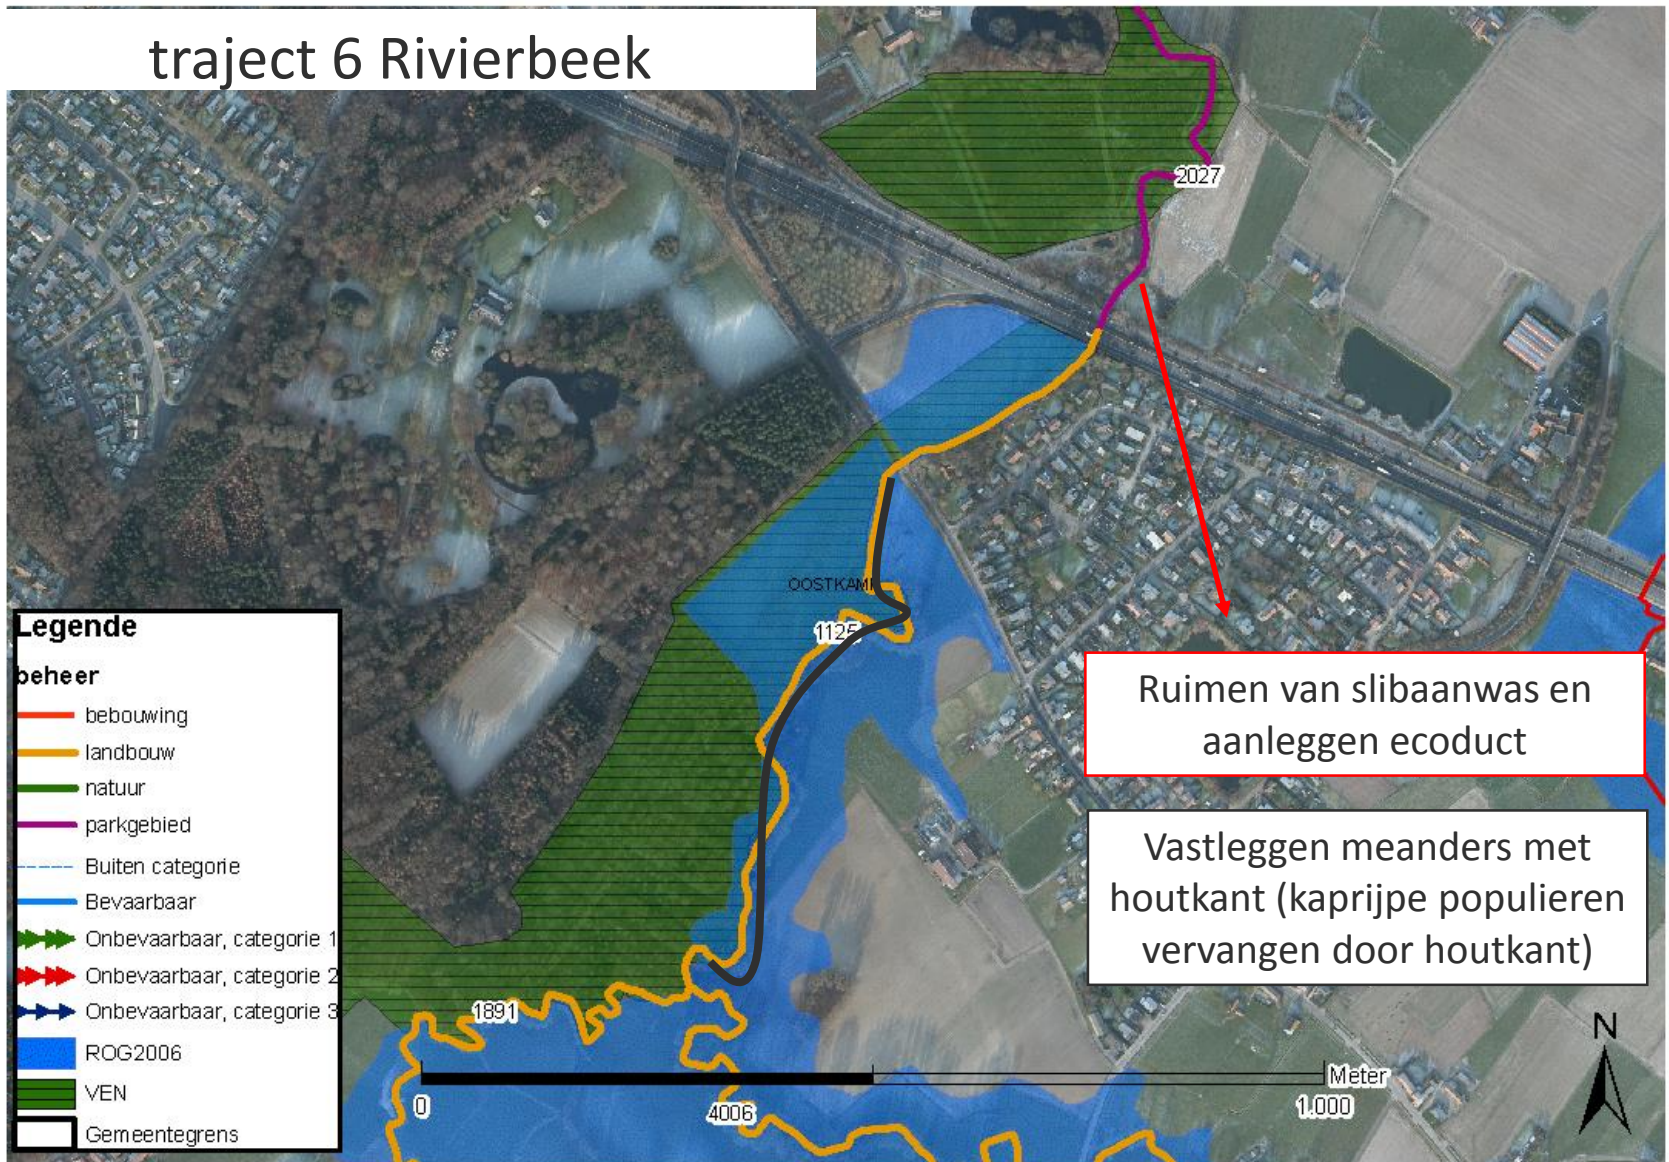 traject 6 Rivierbeek
2027
OOSTKAMP
1125
Ruimen van slibaanwas en
aanleggen ecoduct
Vastleggen meanders met
houtkant (kaprijpe populieren
vervangen door houtkant)
Legende
beheer
bebouwing
landbouw
natuur
parkgebied
Buiten categorie
Bevaarbaar
Onbevaarbaar, categorie 1
Onbevaarbaar, categorie 2
Onbevaarbaar, categorie 3
ROG2006
VEN
Gemeentegrens
1891
4006
0
Meter
1.000
N